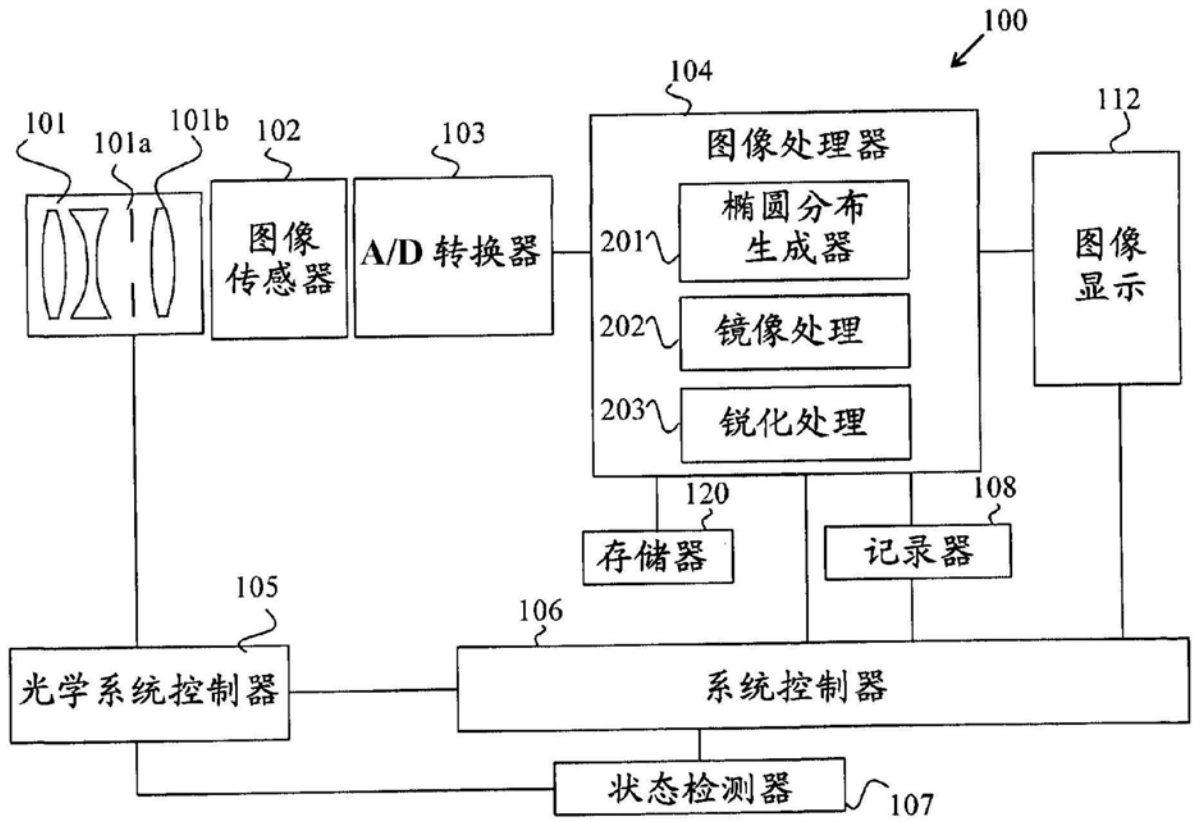 100
104
112
101
101a
101b
102
103
图像处理器
图像
传感器
A/D 转换器
201
椭圆分布
生成器
图像
显示
202
镜像处理
203
锐化处理
120
存储器
108
记录器
105
光学系统控制器
106
系统控制器
状态检测器
107